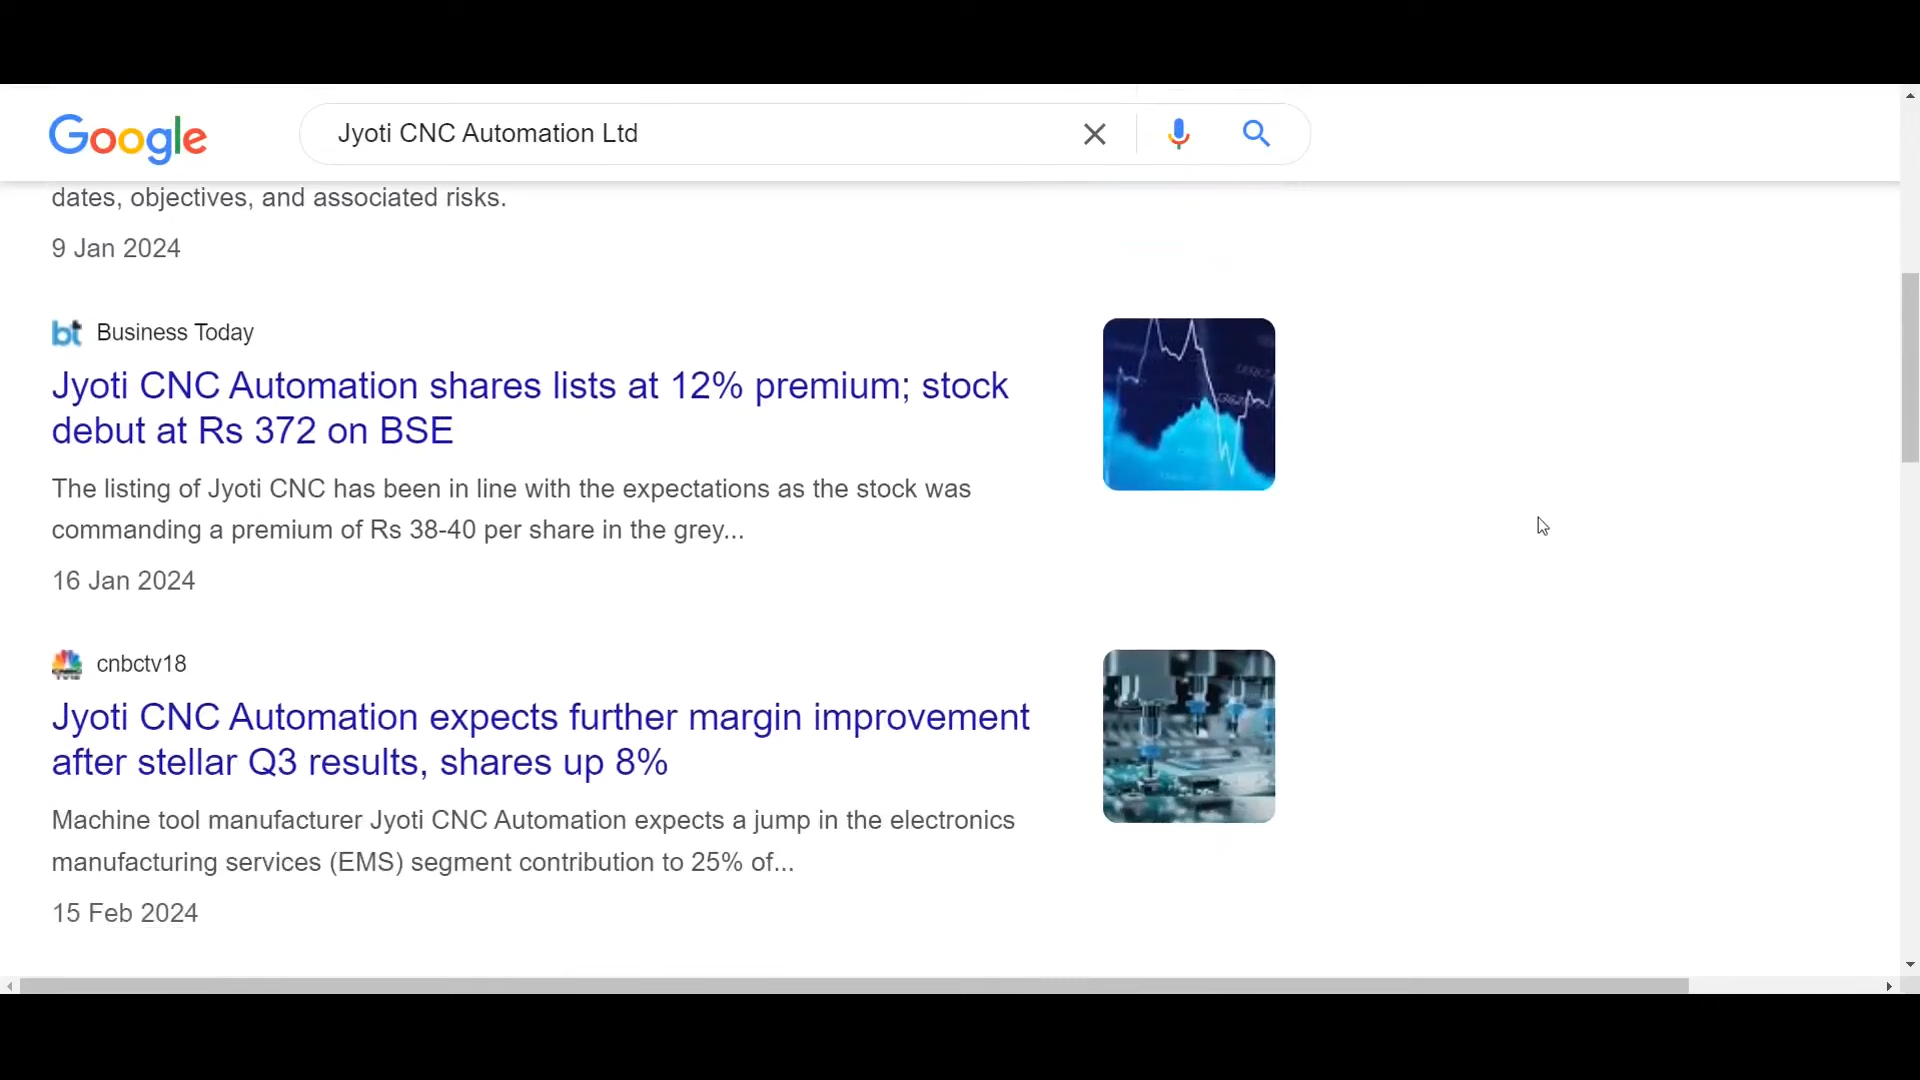 Google
Jyoti CNC Automation Ltd
dates, objectives, and associated risks.
9 Jan 2024
bt Business Today
Jyoti CNC Automation shares lists at 12% premium; stock
debut at Rs 372 on BSE
The listing of Jyoti CNC has been in line with the expectations as the stock was
commanding a premium of Rs 38-40 per share in the grey...
16 Jan 2024
cnbctv18
Jyoti CNC Automation expects further margin improvement
after stellar Q3 results, shares up 8%
Machine tool manufacturer Jyoti CNC Automation expects a jump in the electronics
manufacturing services (EMS) segment contribution to 25% of...
15 Feb 2024